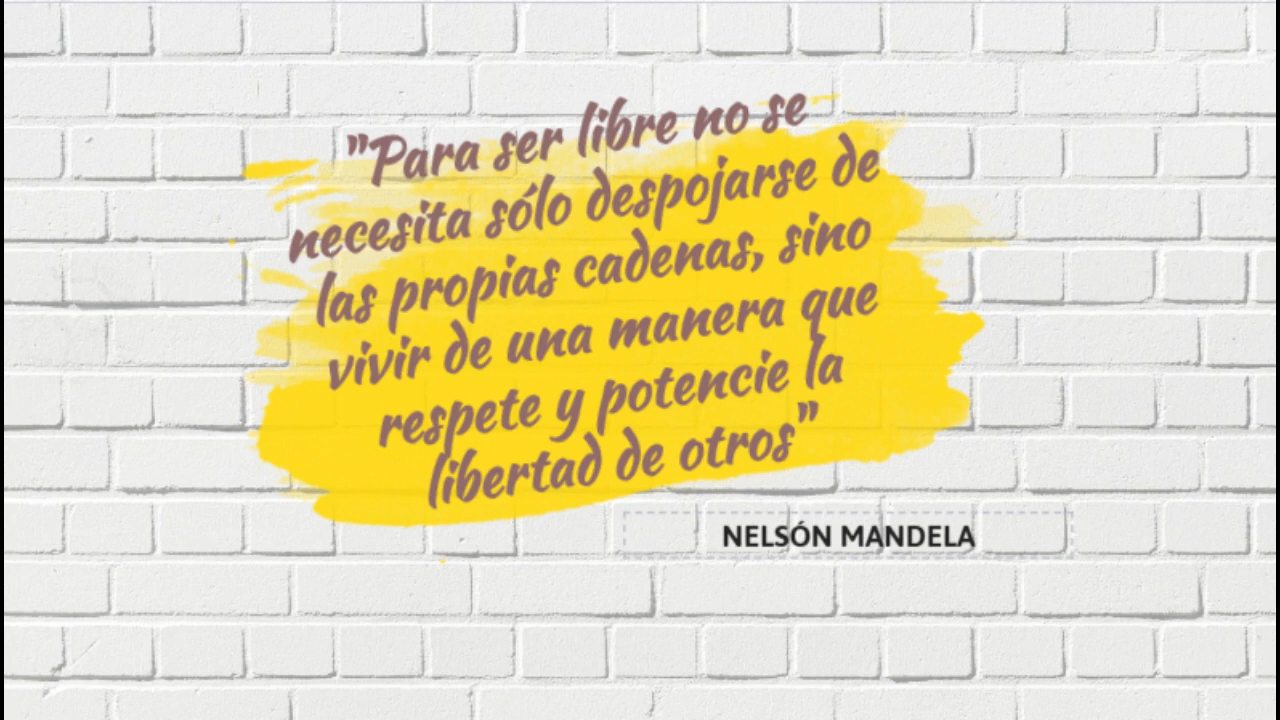 "Para ser libre no se
necesita sólo despojarse de
las propias cadenas, sino
vivir de una manera que
respete y potencie la
libertad de otros"
NELSÓN MANDELA